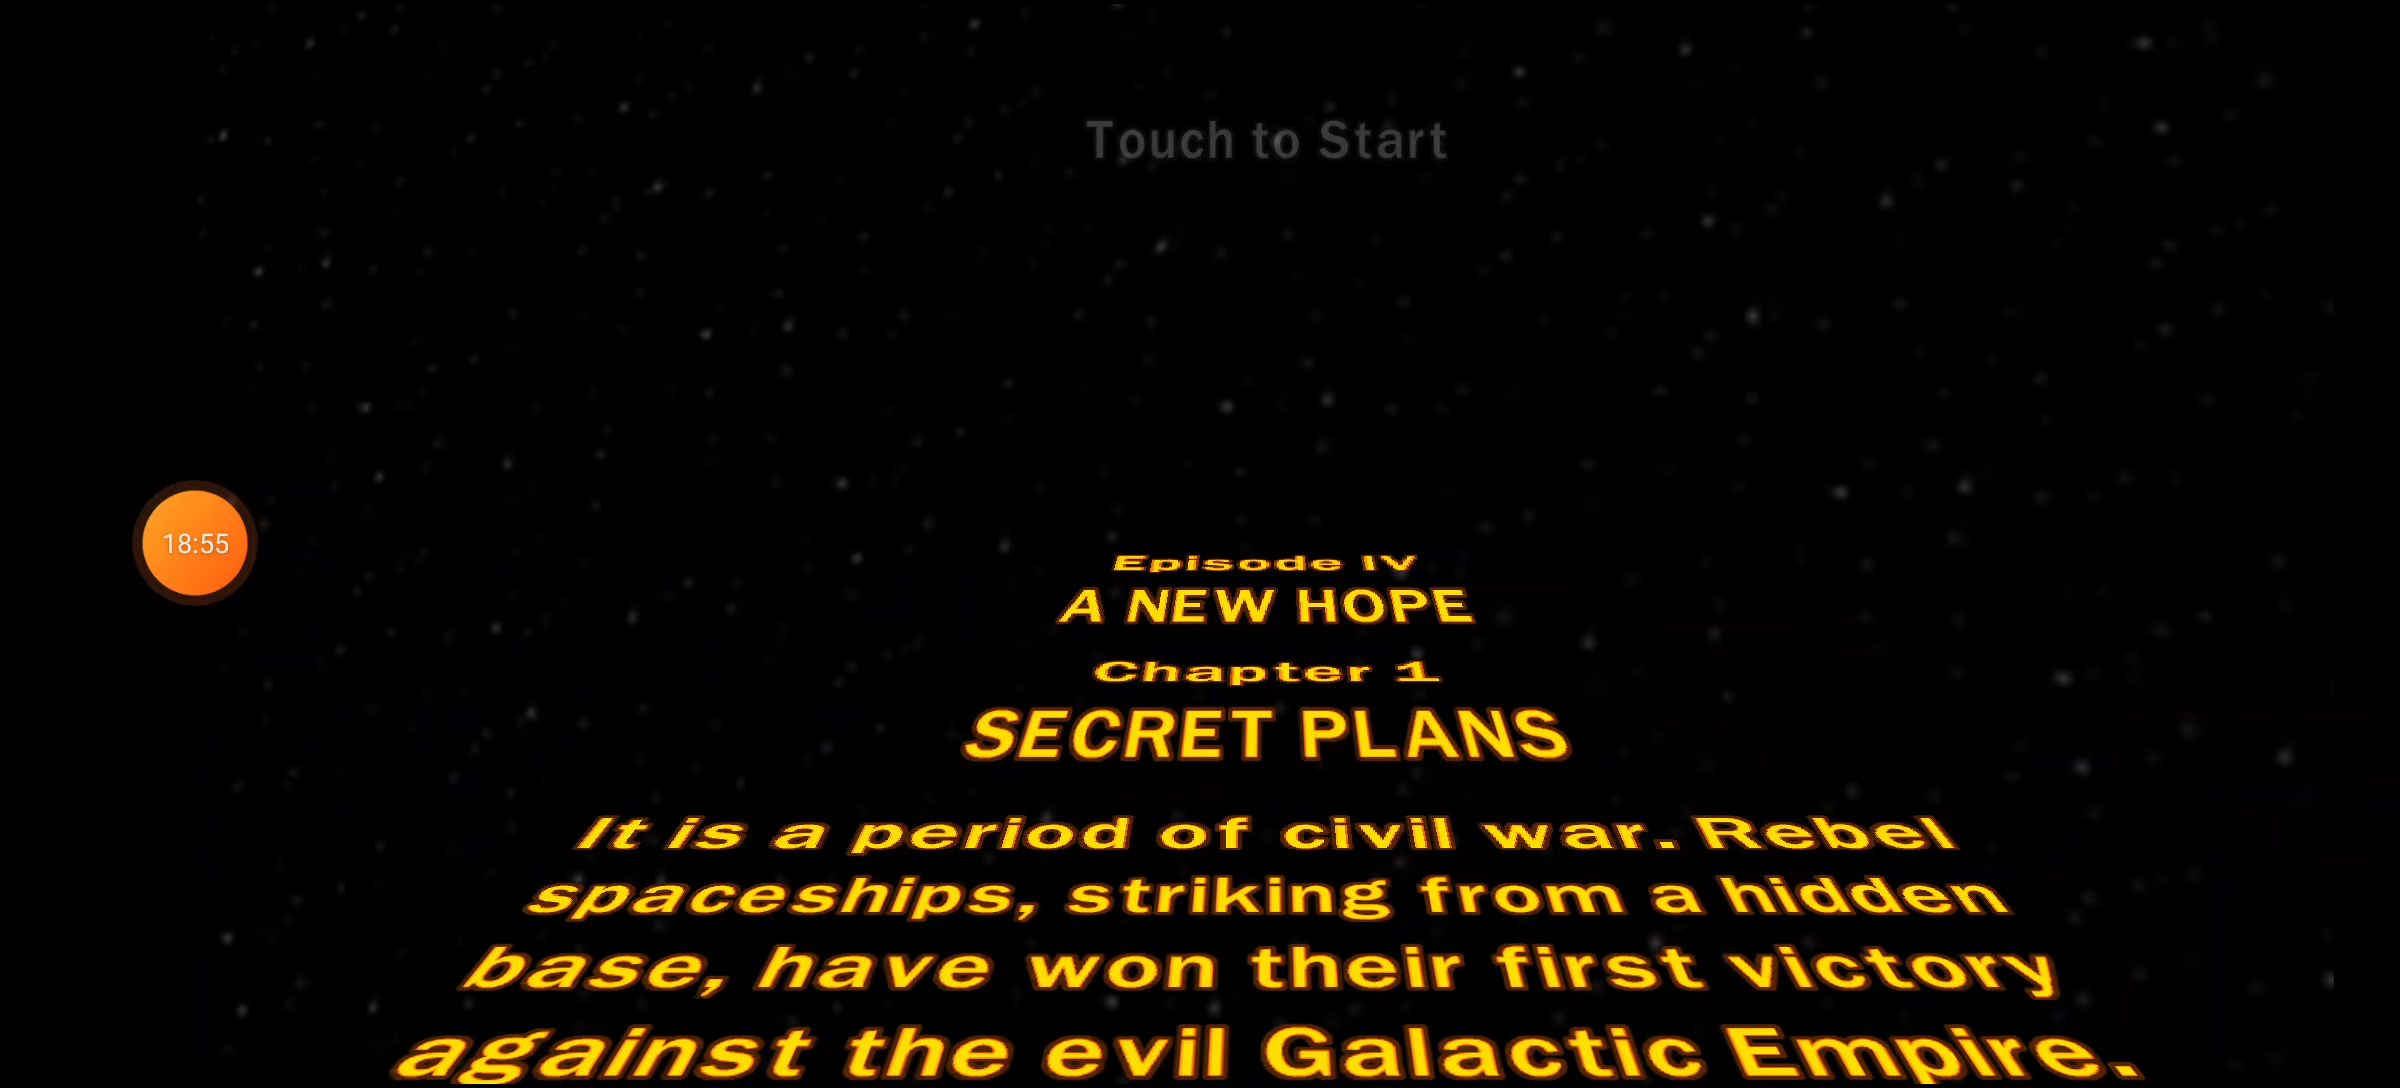 Touch to Start
18:55
Episode IV
A NEW HOPE
Chapter 1
SECRET PLANS
It is a period of civil war. Rebel
spaceships, striking from a hidden
base, have won their first victory
against the evil Galactic Empire.